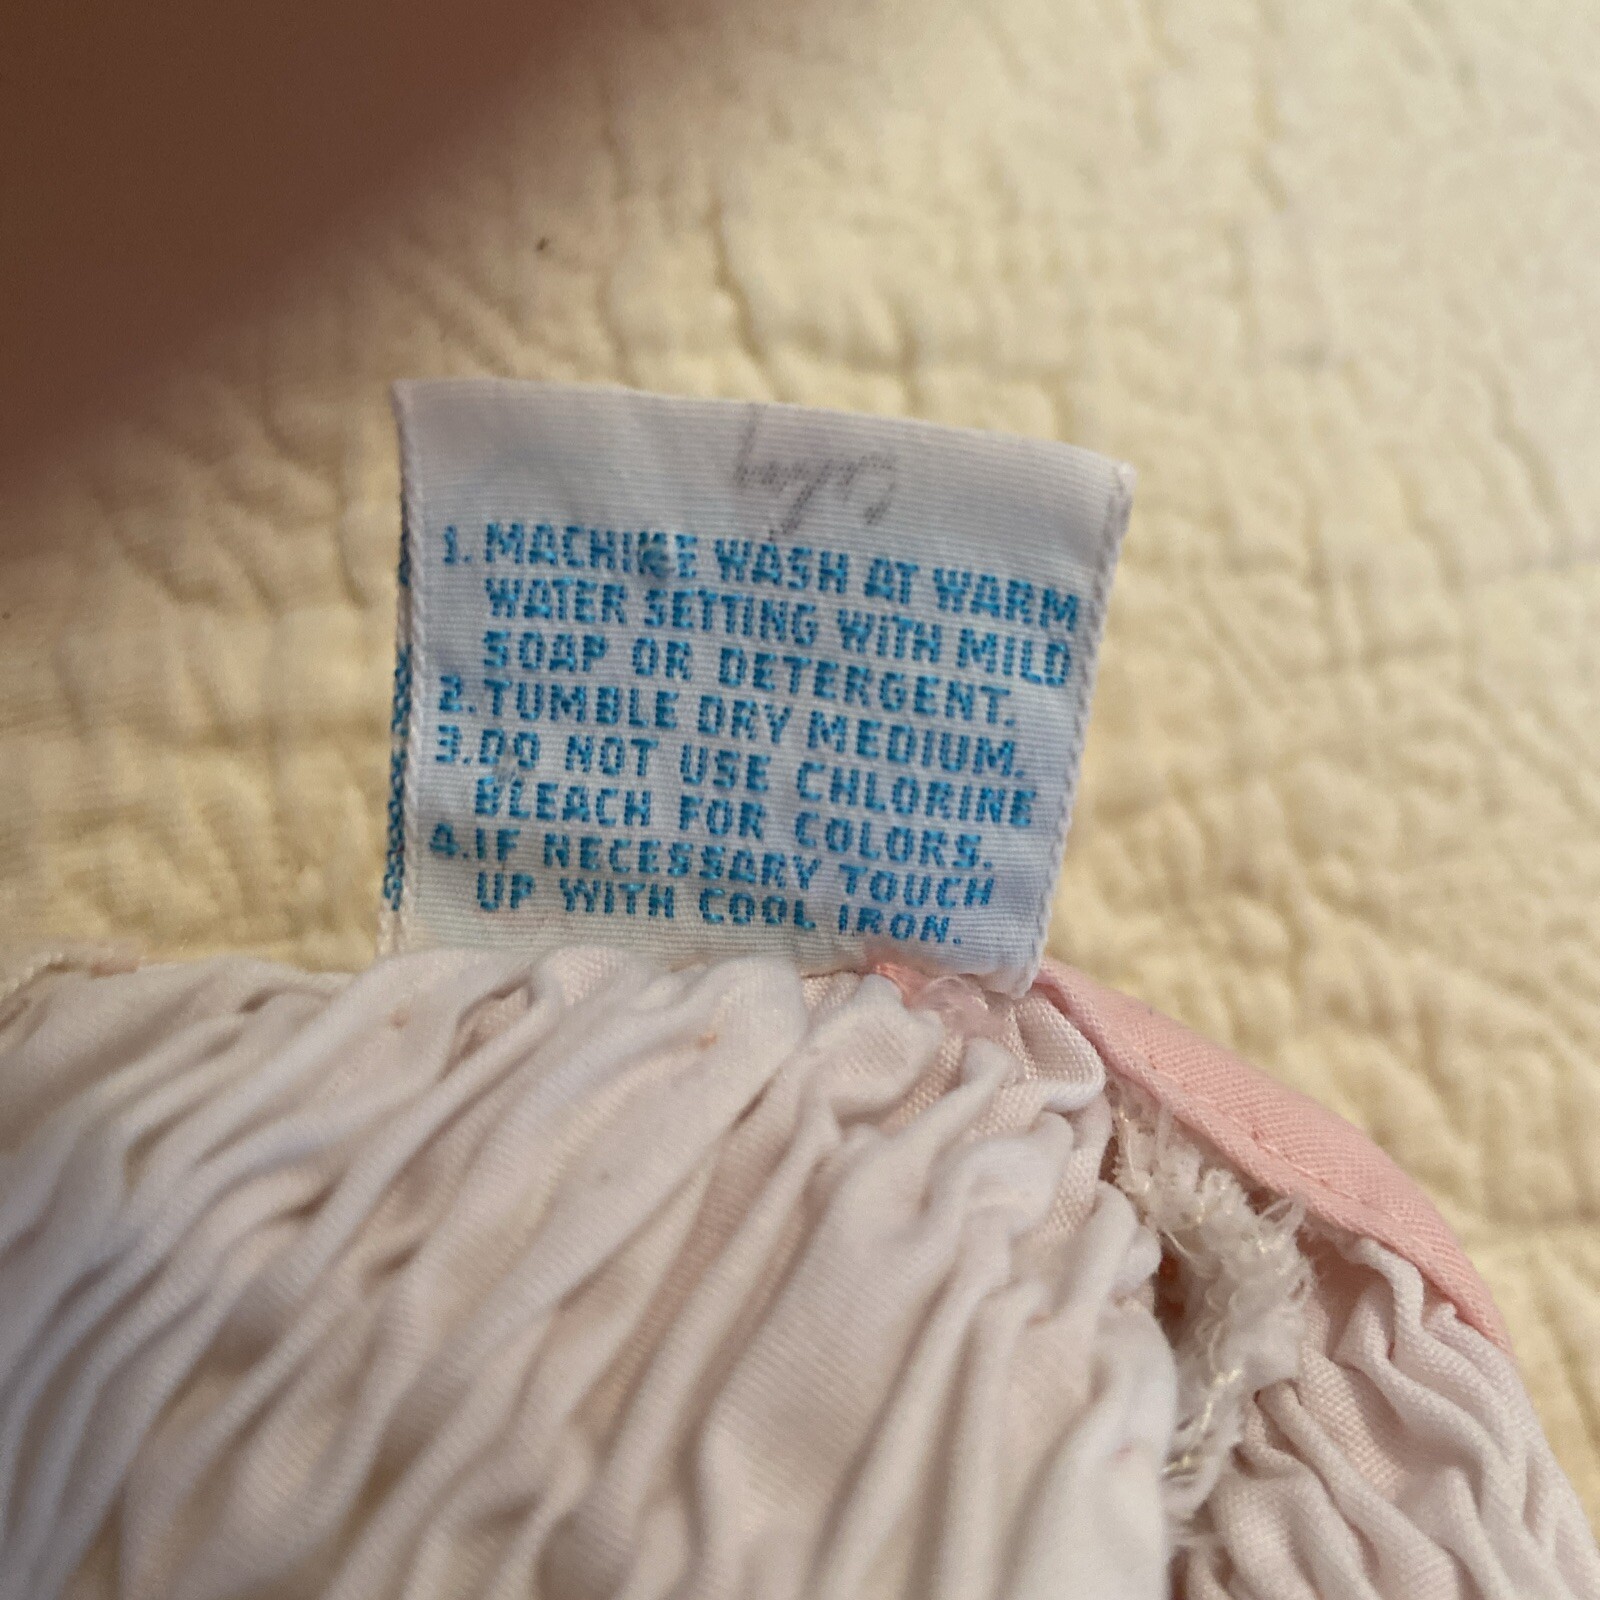 1. MACHINE WASH AT WARM
WATER SETTING WITH MILD
SOAP OR DETERGENT.
2. TUMBLE DRY MEDIUM.
3. DO NOT USE CHLORINE
BLEACH FOR COLORS.
4. IF NECESSARY TOUCH
UP WITH COOL IRON.